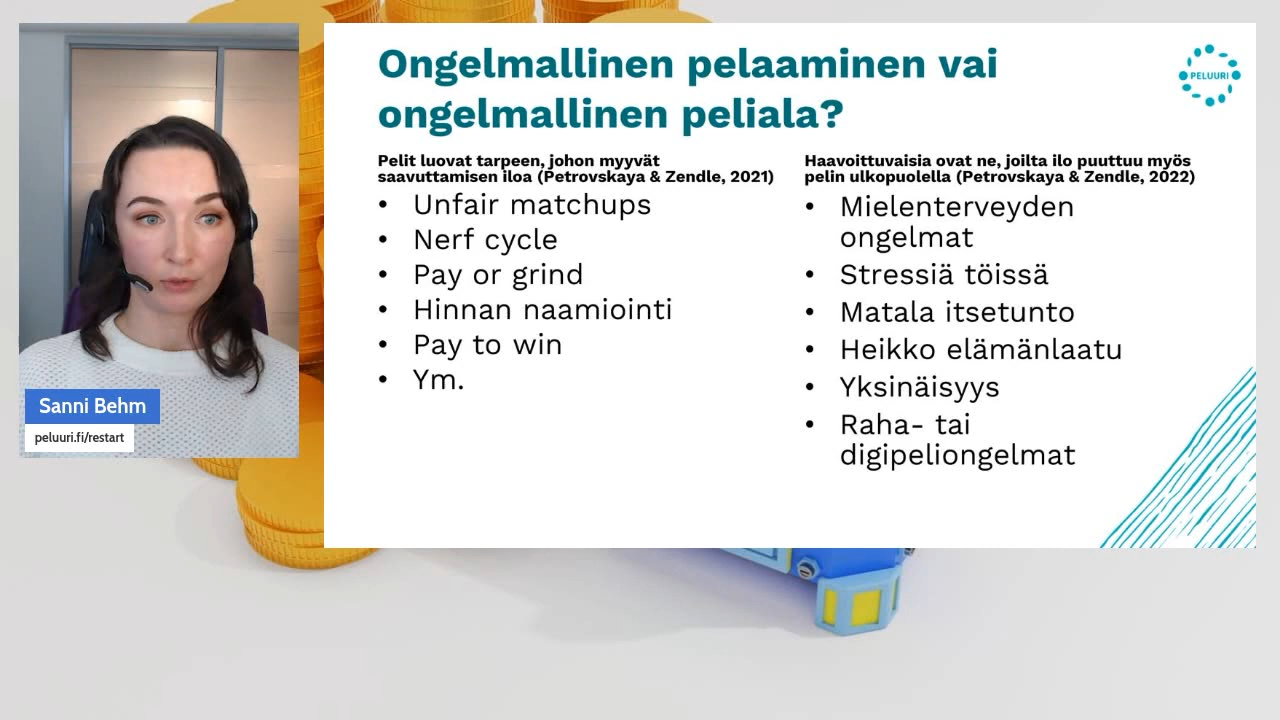 Ongelmallinen pelaaminen vai
ongelmallinen peliala?
PELUURI
Pelit luovat tarpeen, johon myyvät
saavuttamisen iloa (Petrovskaya & Zendle, 2021)
• Unfair matchups
• Nerf cycle
• Pay or grind
• Hinnan naamiointi
• Pay to win
• Ym.
Haavoittuvaisia ovat ne, joilta ilo puuttuu myös
pelin ulkopuolella (Petrovskaya & Zendle, 2022)
• Mielenterveyden
ongelmat
• Stressiä töissä
• Matala itsetunto
• Heikko elämänlaatu
• Yksinäisyys
• Raha- tai
digipeliongelmat
Sanni Behm
peluuri.fi/restart